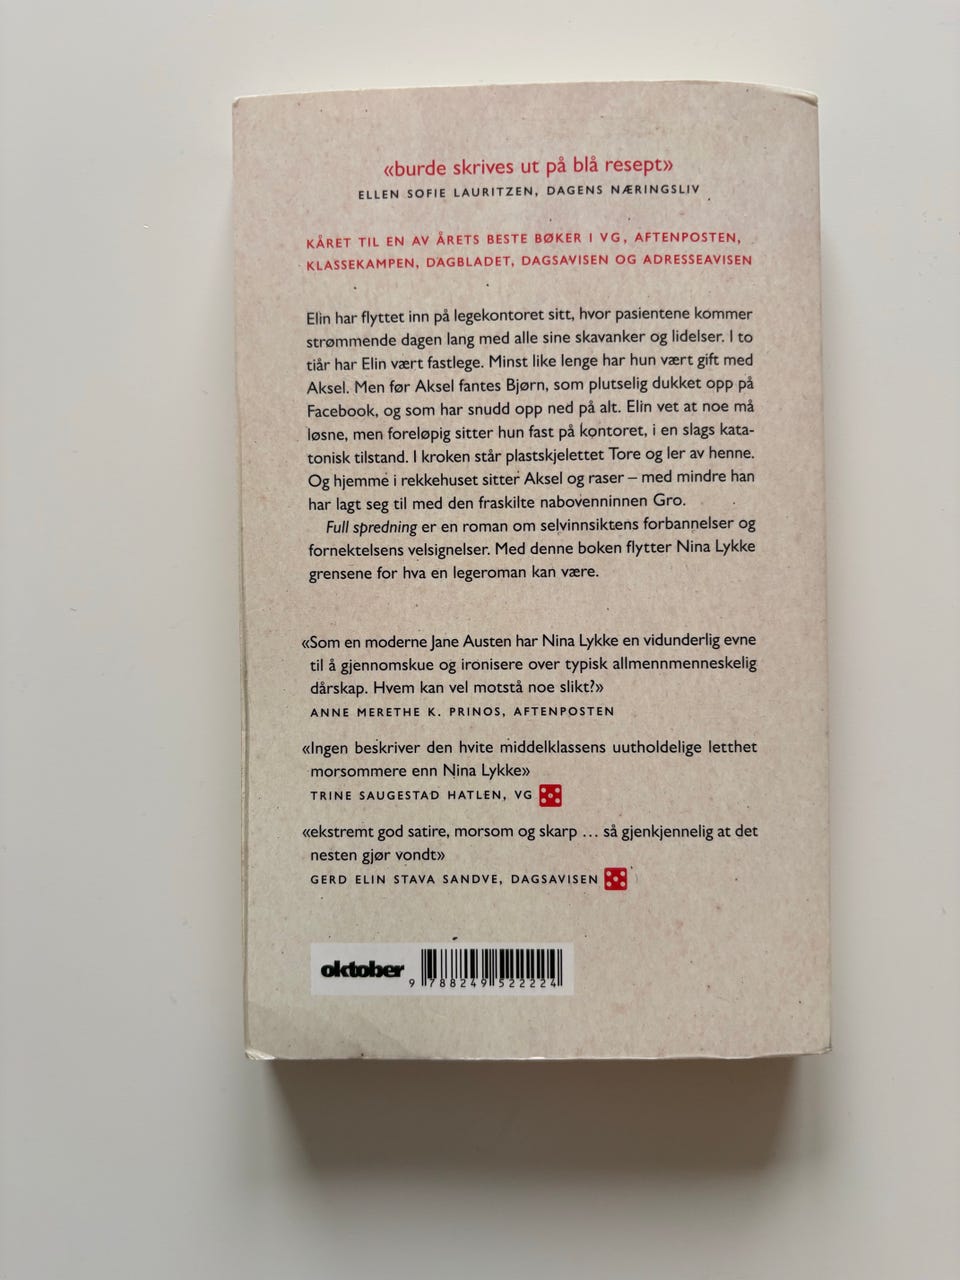 «burde skrives ut på blå resept»
ELLEN SOFIE LAURITZEN, DAGENS NÆRINGSLIV
KÅRET TIL EN AV ÅRETS BESTE BØKER I VG, AFTENPOSTEN,
KLASSEKAMPEN, DAGBLADET, DAGSAVISEN OG ADRESSEAVISEN
Elin har flyttet inn på legekontoret sitt, hvor pasientene kommer
strømmende dagen lang med alle sine skavanker og lidelser. I to
tiår har Elin vært fastlege. Minst like lenge har hun vært gift med
Aksel. Men før Aksel fantes Bjørn, som plutselig dukket opp på
Facebook, og som har snudd opp ned på alt. Elin vet at noe må
løsne, men foreløpig sitter hun fast på kontoret, i en slags kata-
tonisk tilstand. I kroken står plastskjelettet Tore og ler av henne.
Og hjemme i rekkehuset sitter Aksel og raser – med mindre han
har lagt seg til med den fraskilte nabovenninnen Gro.
Full spredning er en roman om selvinnsiktens forbannelser og
fornektelsens velsignelser. Med denne boken flytter Nina Lykke
grensene for hva en legeroman kan være.
«Som en moderne Jane Austen har Nina Lykke en vidunderlig evne
til å gjennomskue og ironisere over typisk allmennmenneskelig
dårskap. Hvem kan vel motstå noe slikt?»
ANNE MERETHE K. PRINOS, AFTENPOSTEN
«Ingen beskriver den hvite middelklassens uutholdelige letthet
morsommere enn Nina Lykke»
TRINE SAUGESTAD HATLEN, VG
«ekstremt god satire, morsom og skarp … så gjenkjennelig at det
nesten gjør vondt»
GERD ELIN STAVA SANDVE, DAGSAVISEN
oktober
9 788249 522224